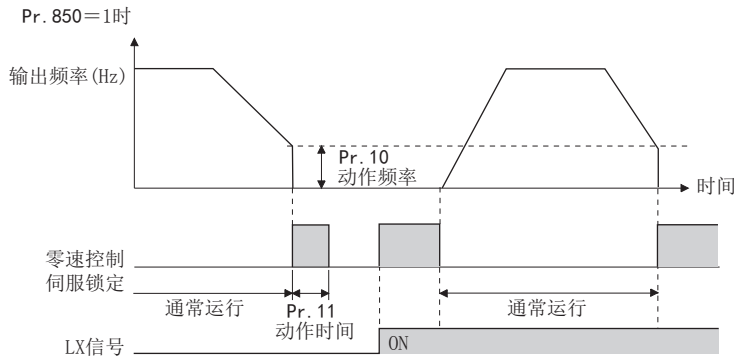 Pr.850＝1时
输出频率(Hz)
Pr.10
动作频率
时间
零速控制
伺服锁定
通常运行
Pr.11
动作时间
通常运行
LX信号
ON